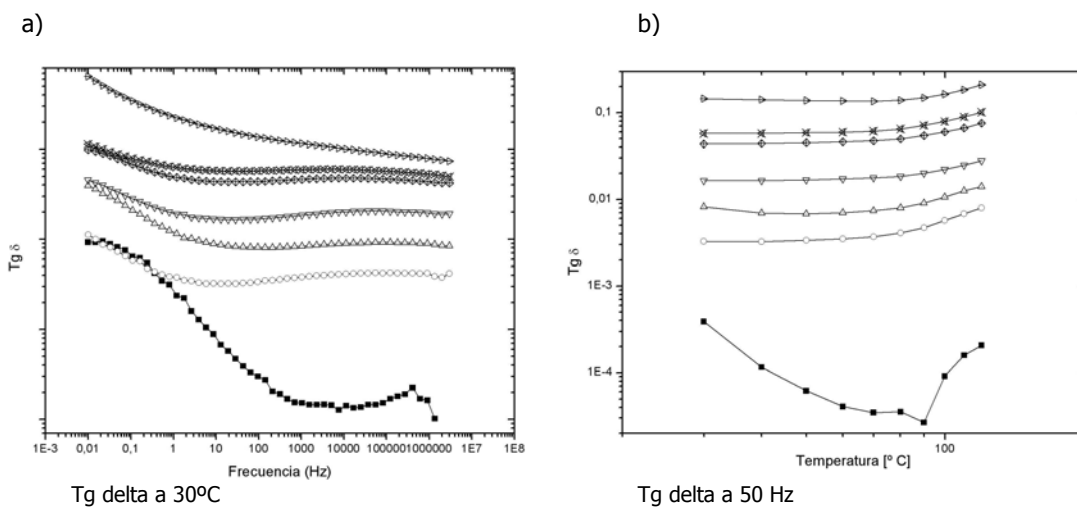 a)
b)
Tg δ
1E-3
0,01
0,1
1
10
100
1000
10000
100000
1000000
1E7
1E8
Frecuencia (Hz)
Tg delta a 30ºC
Tg δ
0,1
0,01
1E-3
1E-4
100
Temperatura [º C]
Tg delta a 50 Hz